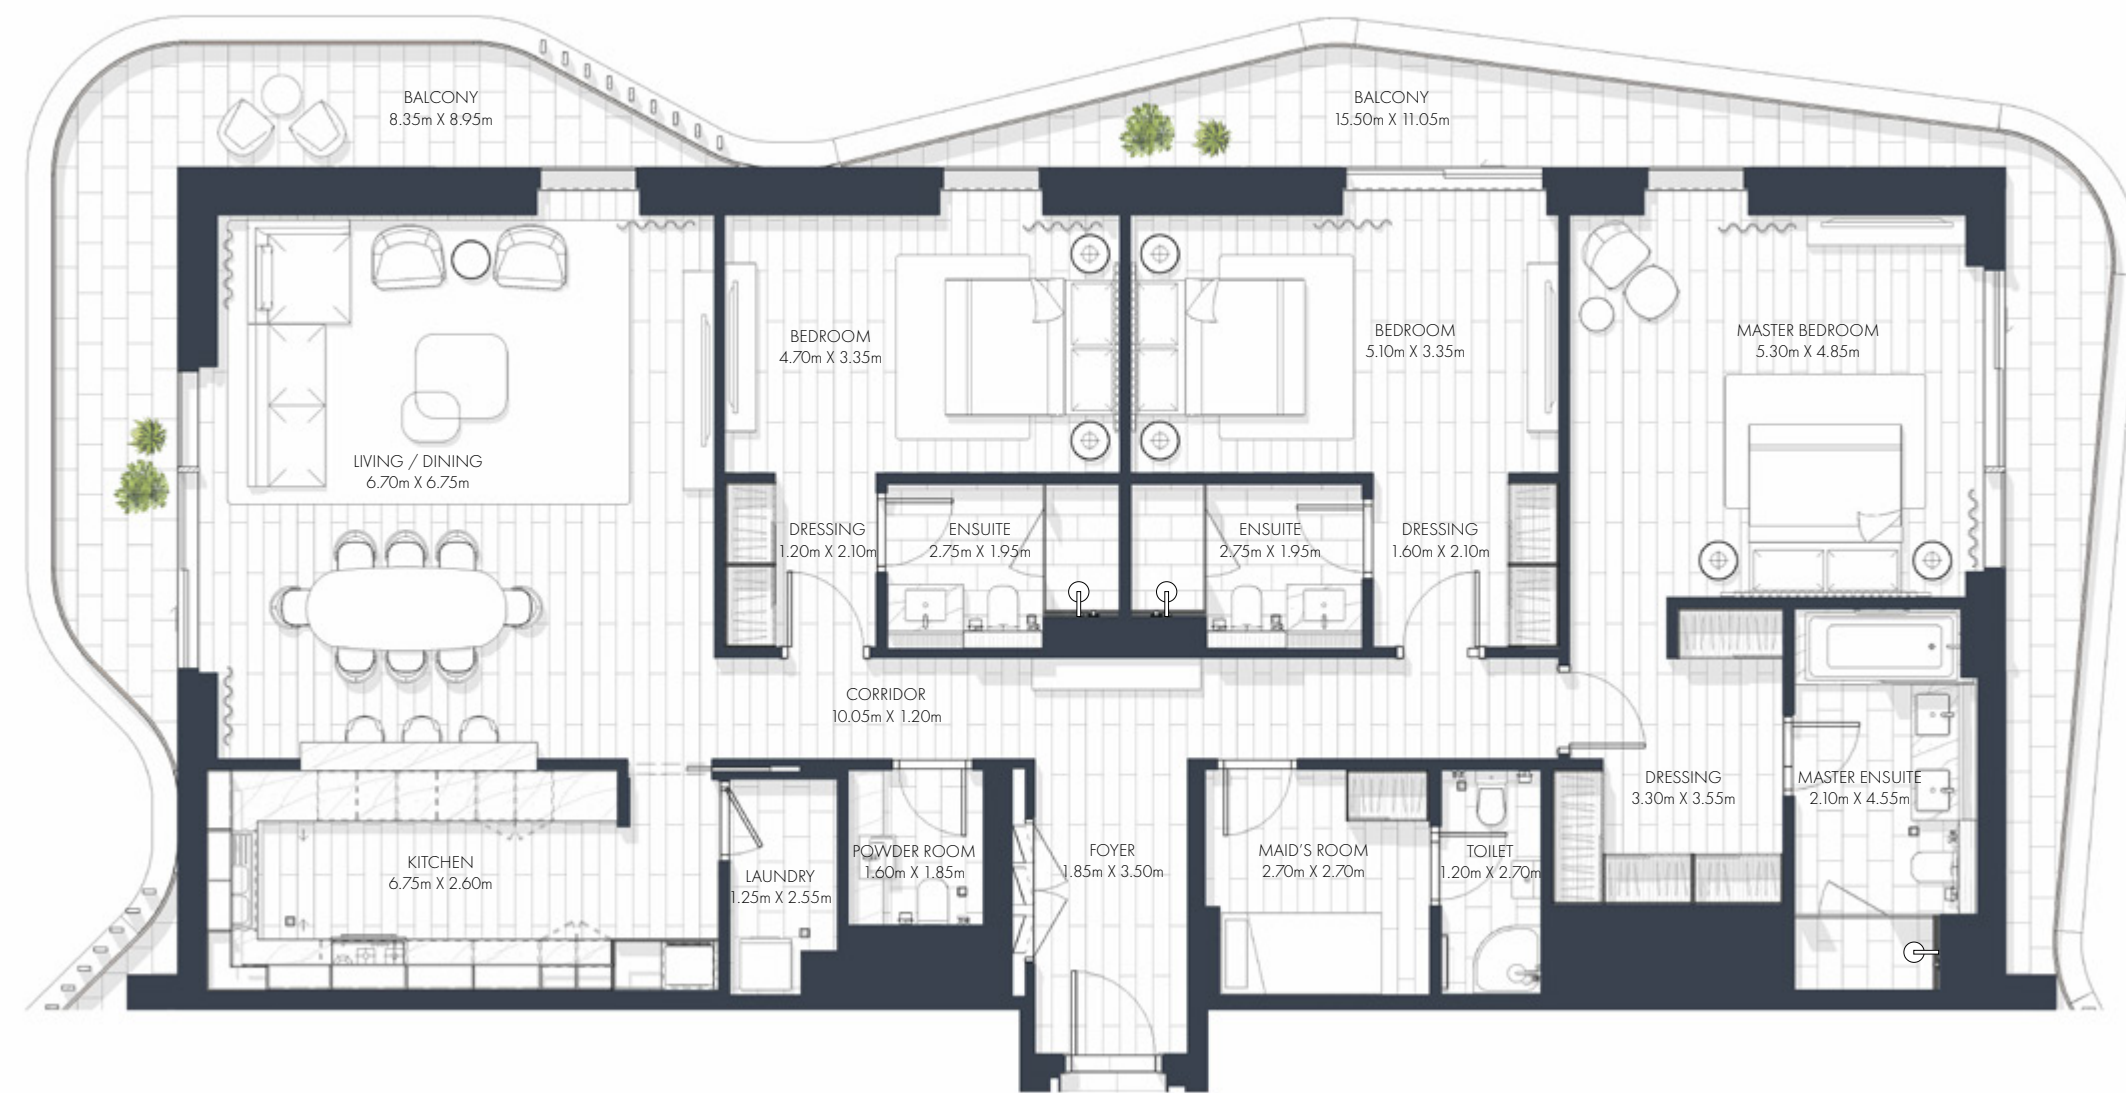 BALCONY
8.35m X 8.95m
BALCONY
15.50m X 11.05m
BEDROOM
4.70m X 3.35m
BEDROOM
5.10m X 3.35m
MASTER BEDROOM
5.30m X 4.85m
LIVING / DINING
6.70m X 6.75m
DRESSING
1.20m X 2.10m
ENSUITE
2.75m X 1.95m
ENSUITE
2.75m X 1.95m
DRESSING
1.60m X 2.10m
CORRIDOR
10.05m X 1.20m
DRESSING
3.30m X 3.55m
MASTER ENSUITE
2.10m X 4.55m
KITCHEN
6.75m X 2.60m
LAUNDRY
1.25m X 2.55m
POWDER ROOM
1.60m X 1.85m
FOYER
1.85m X 3.50m
MAID'S ROOM
2.70m X 2.70m
TOILET
1.20m X 2.70m